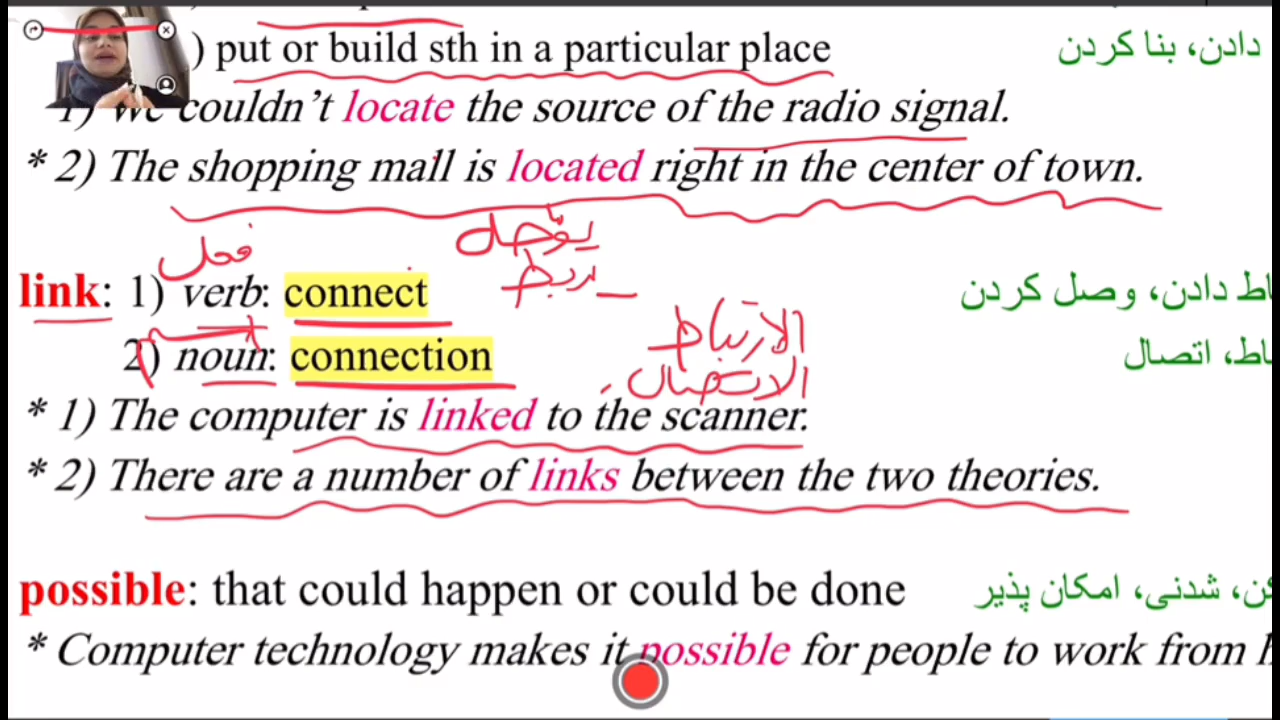 ) put or build sth in a particular place دادن، بنا کردن
1) We couldn’t locate the source of the radio signal.
* 2) The shopping mall is located right in the center of town.
فعل
يوصل
يربط
link: 1) verb: connect اط دادن، وصل کردن
الارتباط
2) noun: connection اط، اتصال
الاتصال
* 1) The computer is linked to the scanner.
* 2) There are a number of links between the two theories.
possible: that could happen or could be done کن، شدنی، امکان پذیر
* Computer technology makes it possible for people to work from h